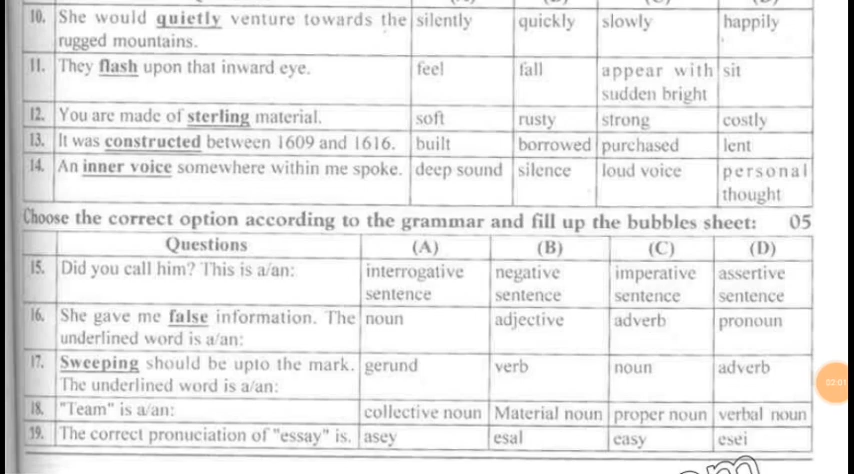 10. She would quietly venture towards the rugged mountains. silently quickly slowly happily
11. They flash upon that inward eye. feel fall appear with sudden bright sit
12. You are made of sterling material. soft rusty strong costly
13. It was constructed between 1609 and 1616. built borrowed purchased lent
14. An inner voice somewhere within me spoke. deep sound silence loud voice personal thought
Choose the correct option according to the grammar and fill up the bubbles sheet: 05
Questions (A) (B) (C) (D)
15. Did you call him? This is a/an: interrogative sentence negative sentence imperative sentence assertive sentence
16. She gave me false information. The underlined word is a/an: noun adjective adverb pronoun
17. Sweeping should be upto the mark. The underlined word is a/an: gerund verb noun adverb
18. "Team" is a/an: collective noun Material noun proper noun verbal noun
19. The correct pronuciation of "essay" is. asey esal easy esei
02:01